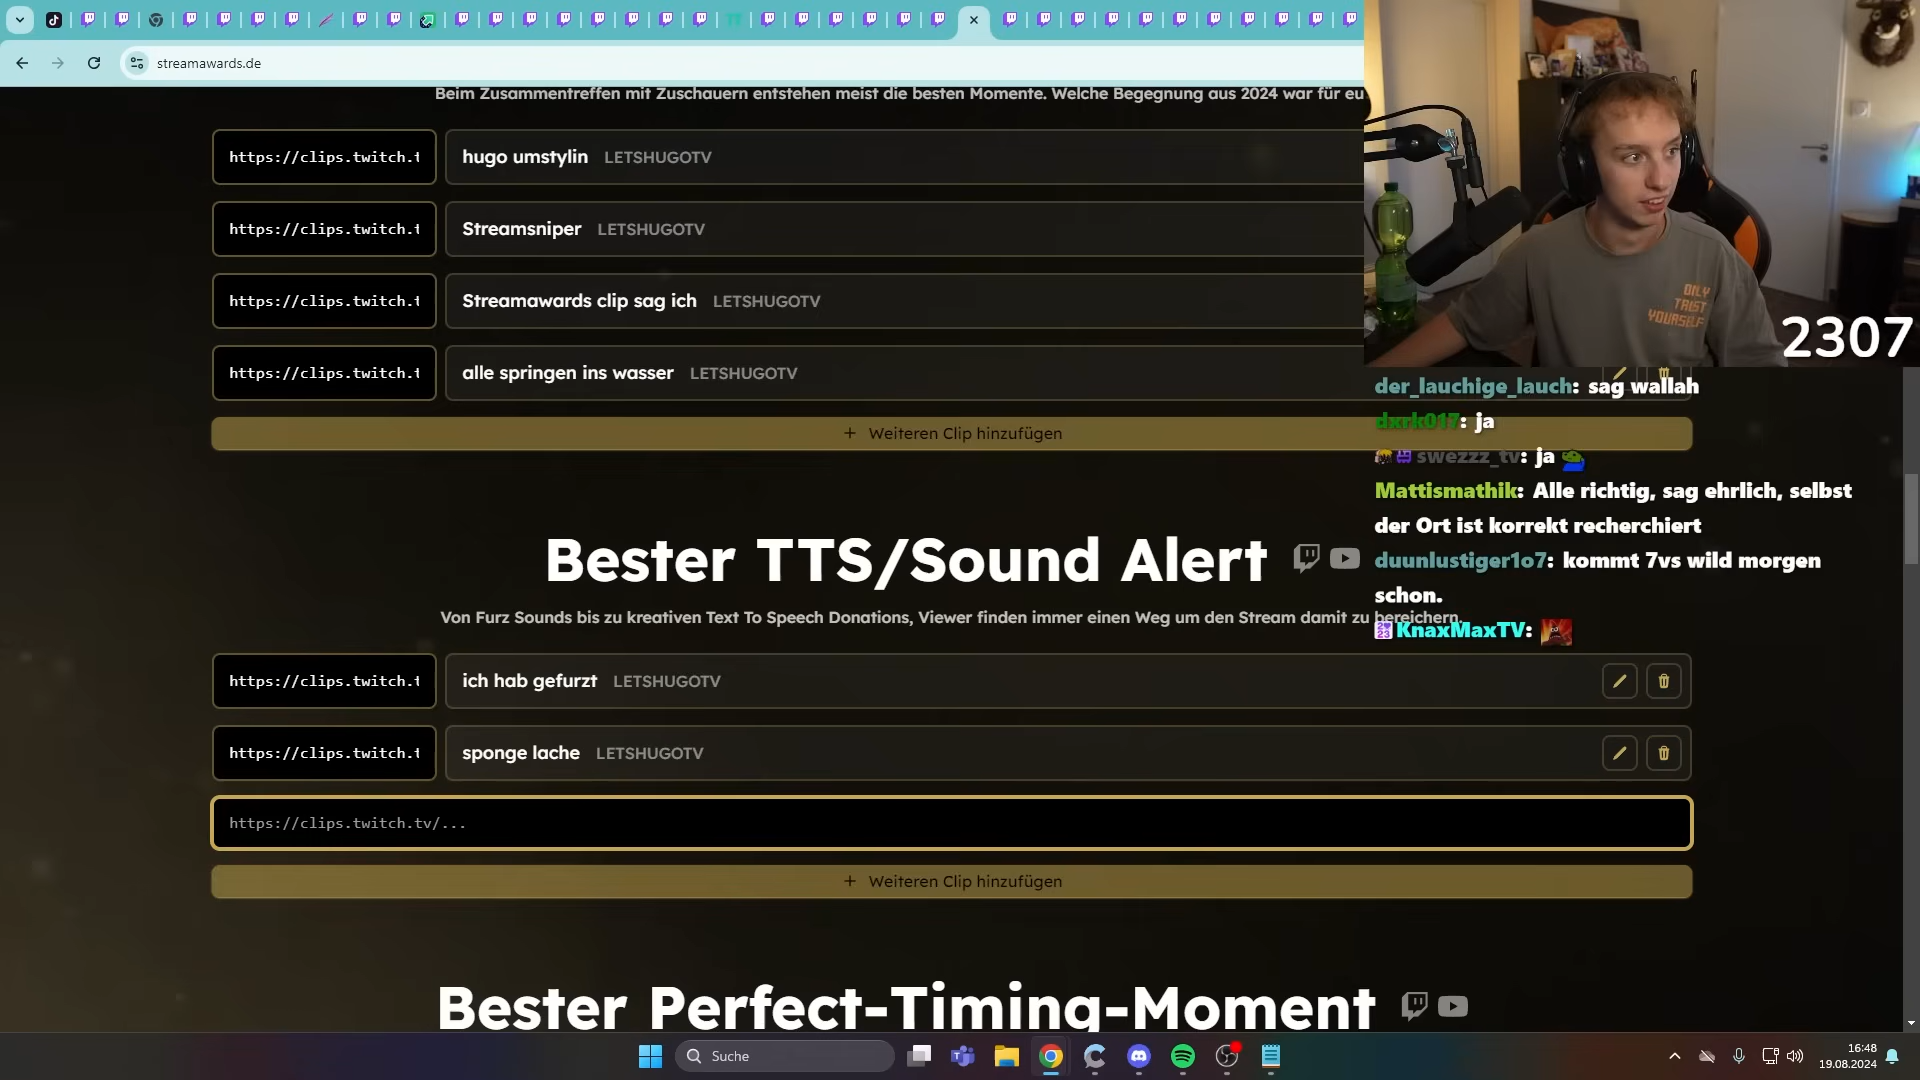 streamawards.de
Beim Zusammentreffen mit Zuschauern entstehen meist die besten Momente. Welche Begegnung aus 2024 war für eu
https://clips.twitch.t
hugo umstylin LETSHUGOTV
https://clips.twitch.t
Streamsniper LETSHUGOTV
https://clips.twitch.t
Streamawards clip sag ich LETSHUGOTV
https://clips.twitch.t
alle springen ins wasser LETSHUGOTV
+ Weiteren Clip hinzufügen
ONLY
TRUST
YOURSELF
2307
der_lauchige_lauch: sag wallah
dxrk017: ja
swezzz_tv: ja
Mattismathik: Alle richtig, sag ehrlich, selbst
der Ort ist korrekt recherchiert
duunlustiger1o7: kommt 7vs wild morgen
schon.
KnaxMaxTV:
Bester TTS/Sound Alert
Von Furz Sounds bis zu kreativen Text To Speech Donations, Viewer finden immer einen Weg um den Stream damit zu bereichern.
https://clips.twitch.t
ich hab gefurzt LETSHUGOTV
https://clips.twitch.t
sponge lache LETSHUGOTV
https://clips.twitch.tv/...
+ Weiteren Clip hinzufügen
Bester Perfect-Timing-Moment
Suche
16:48
19.08.2024